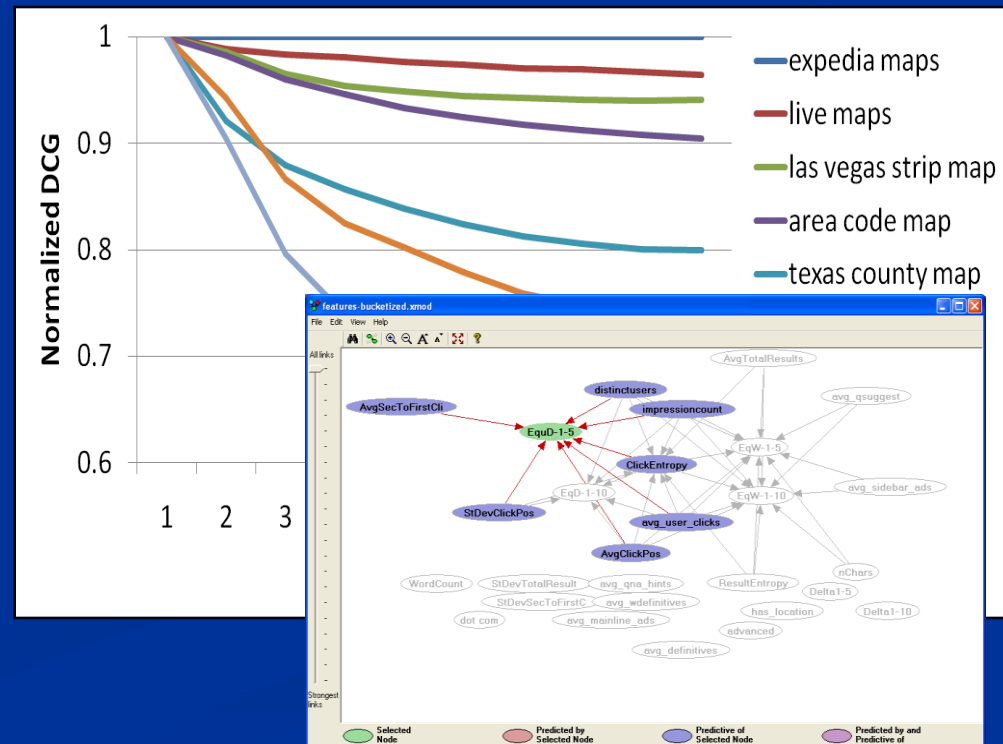 Normalized DCG
1
0.9
0.8
0.7
0.6
1 2 3
expedia maps
live maps
las vegas strip map
area code map
texas county map
features-bucketized.xmod
File Edit View Help
All links
Strongest links
AvgTotalResults
distinctusers
avg_qsuggest
AvgSecToFirstCli
impressioncount
EquD-1-5
EqW-1-5
ClickEntropy
EqD-1-10
EqW-1-10
avg_sidebar_ads
StDevClickPos
avg_user_clicks
AvgClickPos
nChars
WordCount
StDevTotalResult
avg_qna_hints
ResultEntropy
Delta1-5
StDevSecToFirstC
avg_wdefinitives
has_location
Delta1-10
dot com
avg_mainline_ads
advanced
avg_definitives
Selected Node
Predicted by Selected Node
Predictive of Selected Node
Predicted by and Predictive of